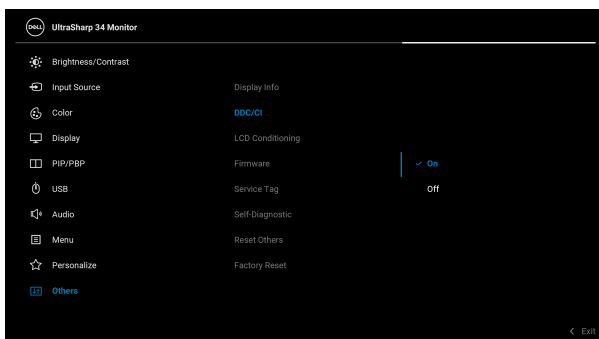 DELL UltraSharp 34 Monitor
Brightness/Contrast
Input Source
Display Info
Color
DDC/CI
Display
LCD Conditioning
PIP/PBP
Firmware
On
USB
Service Tag
Off
Audio
Self-Diagnostic
Menu
Reset Others
Personalize
Factory Reset
Others
Exit